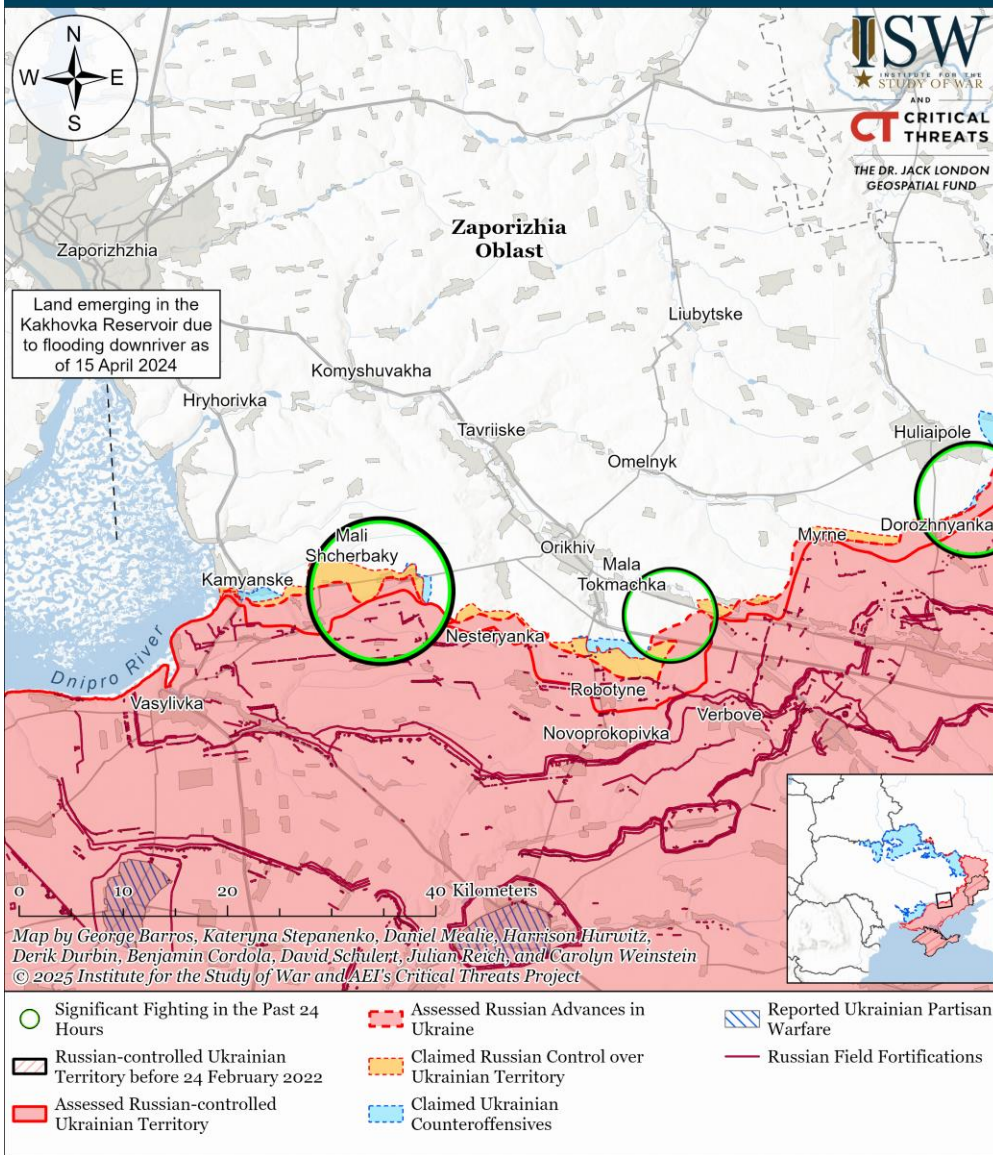 N
W E
S
ISW
INSTITUTE FOR THE
STUDY OF WAR
AND
CT CRITICAL
THREATS
THE DR. JACK LONDON
GEOSPATIAL FUND
Zaporizhia
Oblast
Zaporizhzhia
Land emerging in the
Kakhovka Reservoir due
to flooding downriver as
of 15 April 2024
Liubytske
Komyshuvakha
Hryhorivka
Tavriiske
Huliaipole
Omelnyk
Dorozhnyanka
Myrne
Mali
Shcherbaky
Orikhiv
Mala
Tokmachka
Kamyanske
Nesteryanka
Dnipro River
Robotyne
Vasylivka
Verbove
Novoprokopivka
0 10 20 40 Kilometers
Map by George Barros, Kateryna Stepanenko, Daniel Mealie, Harrison Hurwitz,
Derik Durbin, Benjamin Cordola, David Schulert, Julian Reich, and Carolyn Weinstein
© 2025 Institute for the Study of War and AEI's Critical Threats Project
Significant Fighting in the Past 24
Hours
Russian-controlled Ukrainian
Territory before 24 February 2022
Assessed Russian-controlled
Ukrainian Territory
Assessed Russian Advances in
Ukraine
Claimed Russian Control over
Ukrainian Territory
Claimed Ukrainian
Counteroffensives
Reported Ukrainian Partisan
Warfare
Russian Field Fortifications